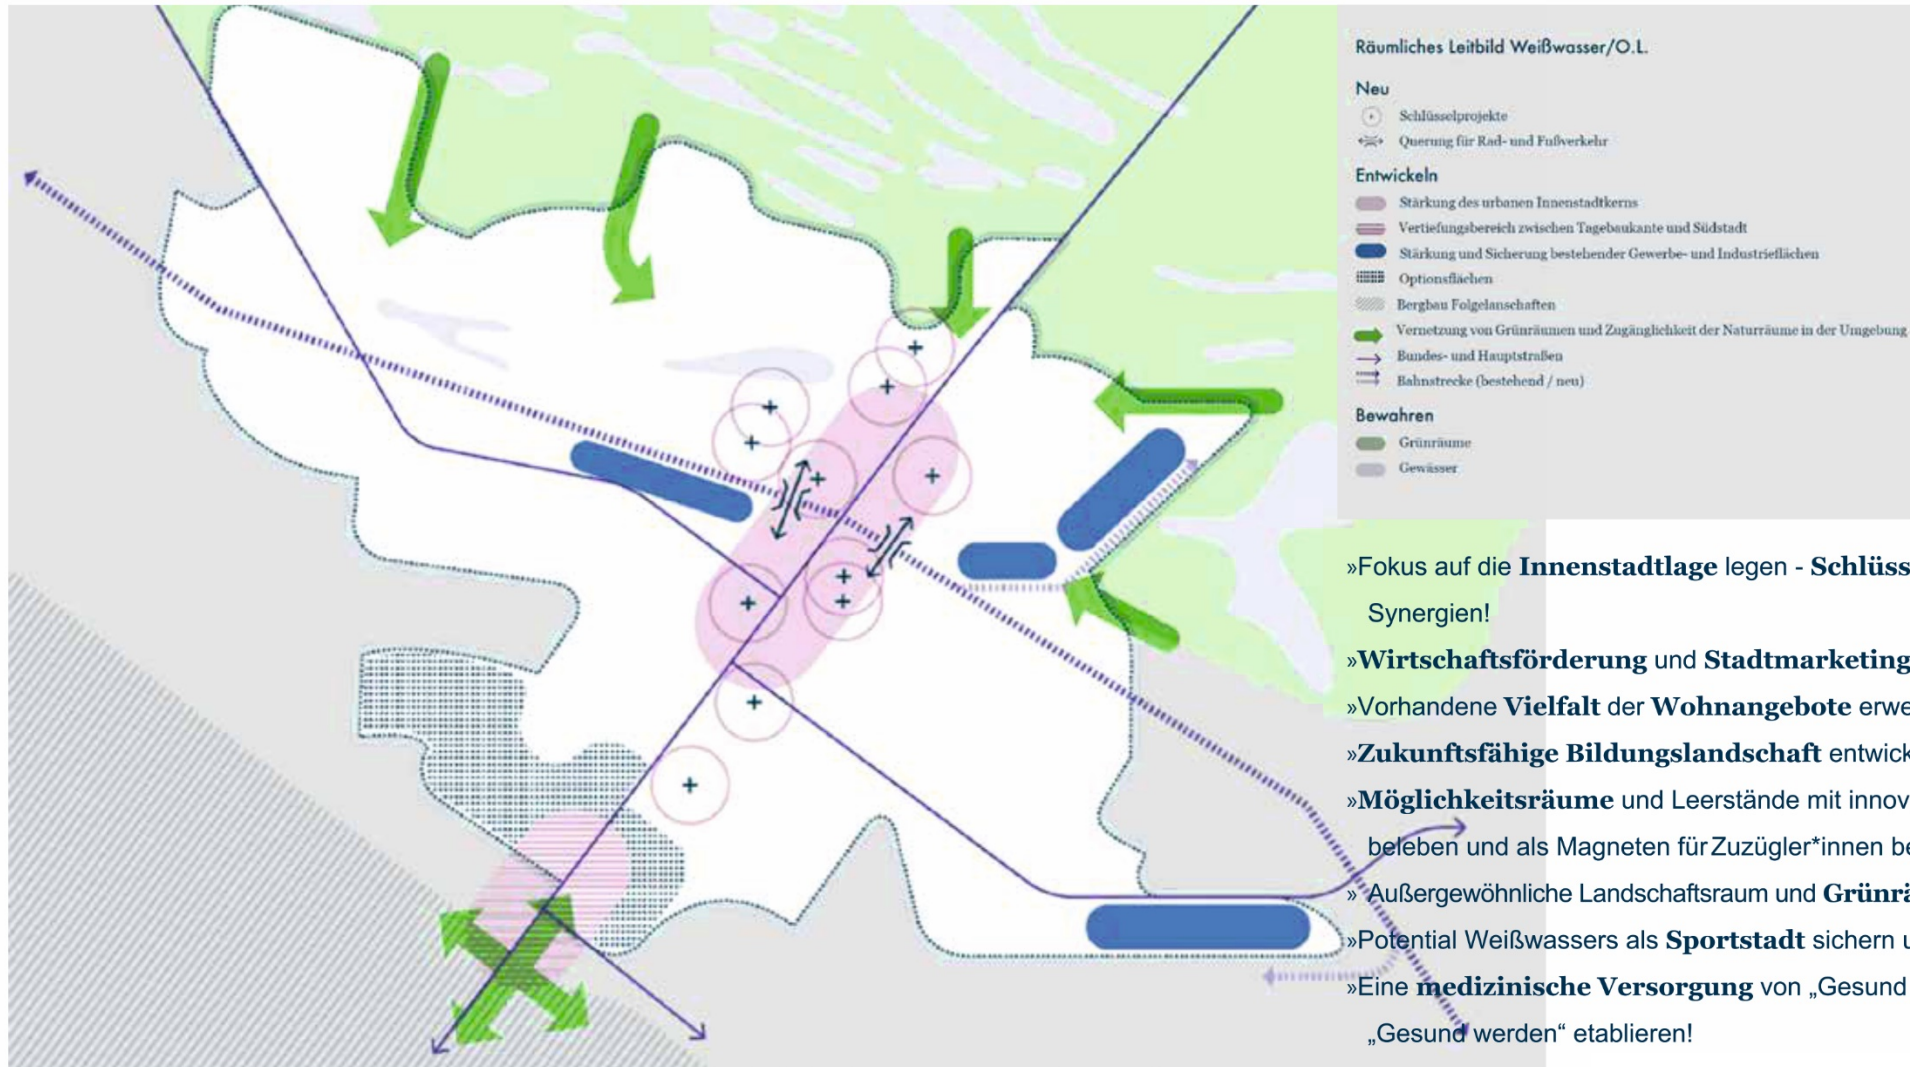 Räumliches Leitbild Weißwasser/O.L.
Neu
Schlüsselprojekte
Querung für Rad- und Fußverkehr
Entwickeln
Stärkung des urbanen Innenstadtkerns
Vertiefungsbereich zwischen Tagebaukante und Südstadt
Stärkung und Sicherung bestehender Gewerbe- und Industrieflächen
Optionsflächen
Bergbau Folgelanschaften
Vernetzung von Grünräumen und Zugänglichkeit der Naturräume in der Umgebung
Bundes- und Hauptstraßen
Bahnstrecke (bestehend / neu)
Bewahren
Grünräume
Gewässer
»Fokus auf die Innenstadtlage legen - Schlüss
Synergien!
»Wirtschaftsförderung und Stadtmarketing
»Vorhandene Vielfalt der Wohnangebote erwe
»Zukunftsfähige Bildungslandschaft entwick
»Möglichkeitsräume und Leerstände mit innov
beleben und als Magneten für Zuzügler*innen be
» Außergewöhnliche Landschaftsraum und Grünrä
»Potential Weißwassers als Sportstadt sichern u
»Eine medizinische Versorgung von „Gesund
„Gesund werden“ etablieren!